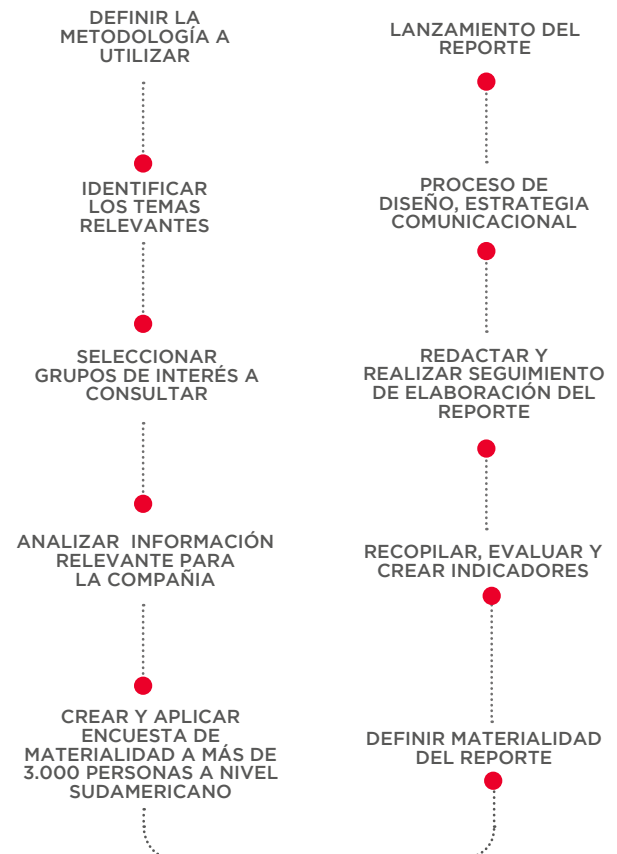 DEFINIR LA
METODOLOGÍA A
UTILIZAR
IDENTIFICAR
LOS TEMAS
RELEVANTES
SELECCIONAR
GRUPOS DE INTERÉS A
CONSULTAR
ANALIZAR INFORMACIÓN
RELEVANTE PARA
LA COMPAÑIA
CREAR Y APLICAR
ENCUESTA DE
MATERIALIDAD A MÁS DE
3.000 PERSONAS A NIVEL
SUDAMERICANO
LANZAMIENTO DEL
REPORTE
PROCESO DE
DISEÑO, ESTRATEGIA
COMUNICACIONAL
REDACTAR Y
REALIZAR SEGUIMIENTO
DE ELABORACIÓN DEL
REPORTE
RECOPILAR, EVALUAR Y
CREAR INDICADORES
DEFINIR MATERIALIDAD
DEL REPORTE